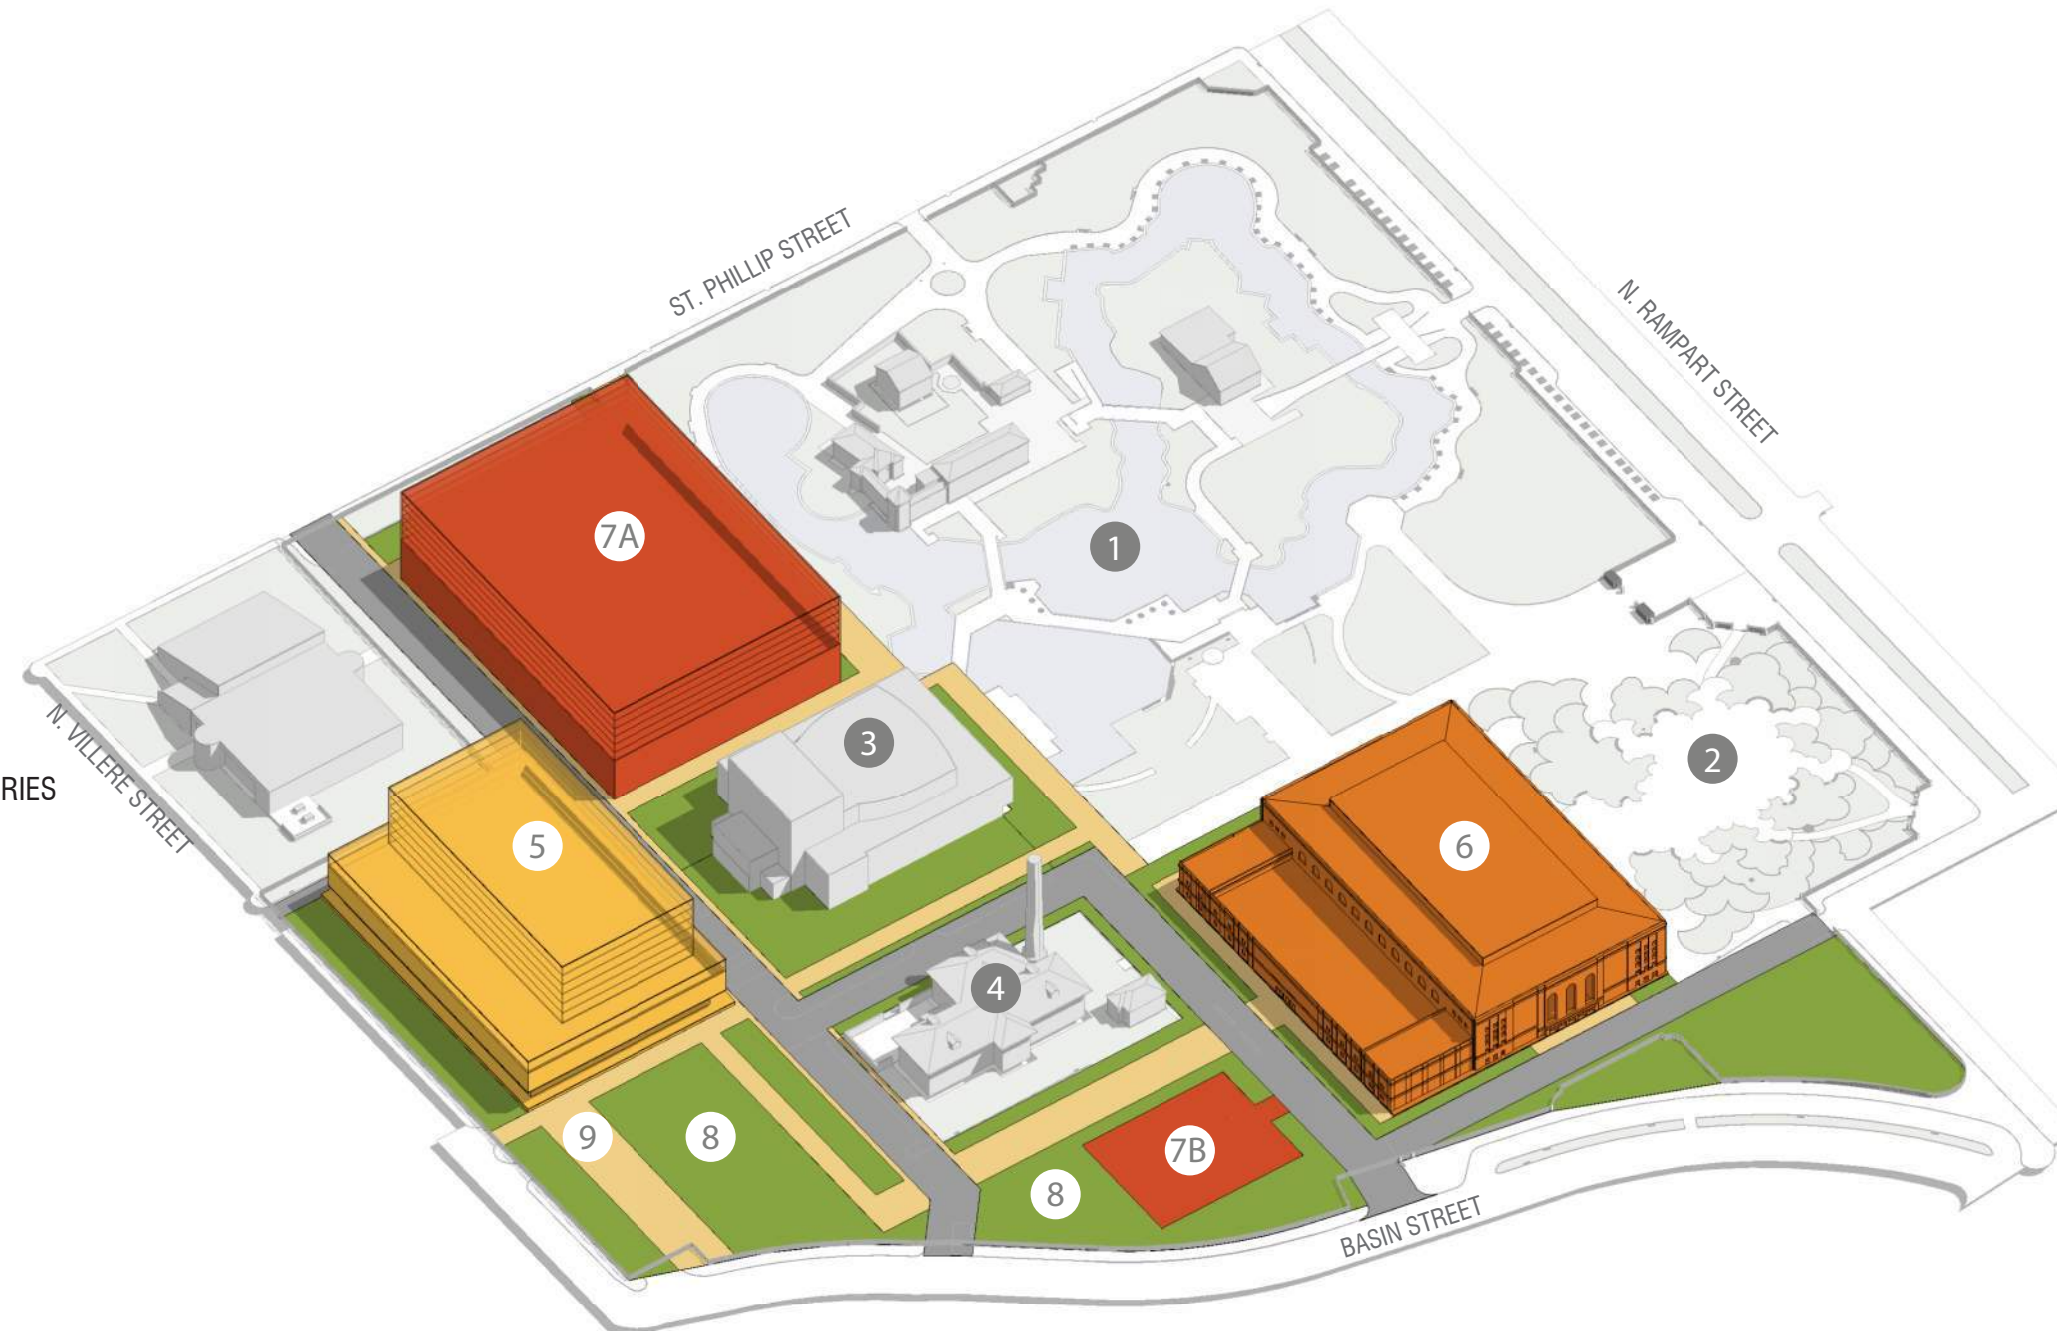 ST. PHILLIP STREET
N. RAMPART STREET
7A
1
N. VILLERE STREET
3
2
RIES
5
6
4
9
8
7B
8
BASIN STREET